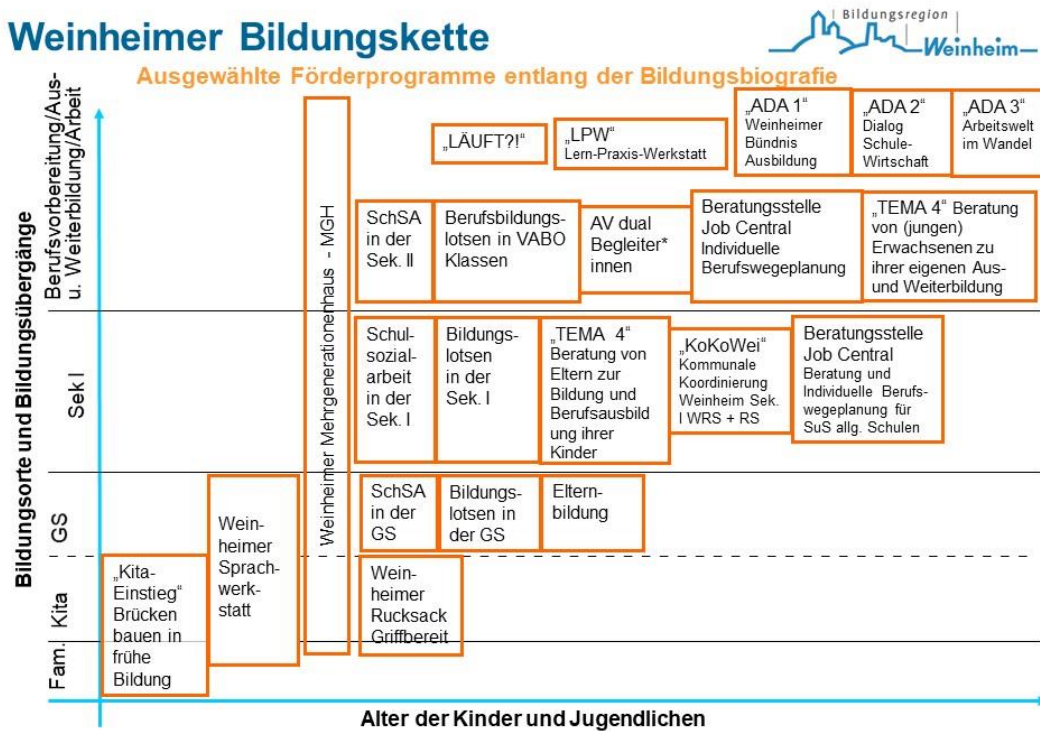 Weinheimer Bildungskette
Bildungsregion
Weinheim
Ausgewählte Förderprogramme entlang der Bildungsbiografie
Bildungsorte und Bildungsübergänge
Berufsvorbereitung/Aus-
u. Weiterbildung/Arbeit
„LÄUFT?!“
„LPW“
Lern-Praxis-Werkstatt
„ADA 1“
Weinheimer
Bündnis
Ausbildung
„ADA 2“
Dialog
Schule-
Wirtschaft
„ADA 3“
Arbeitswelt
im Wandel
Weinheimer Mehrgenerationenhaus - MGH
SchSA
in der
Sek. II
Berufsbildungs-
lotsen in VABO
Klassen
AV dual
Begleiter*
innen
Beratungsstelle
Job Central
Individuelle
Berufswegeplanung
„TEMA 4“ Beratung
von (jungen)
Erwachsenen zu
ihrer eigenen Aus-
und Weiterbildung
Sek I
Schul-
sozial-
arbeit
in der
Sek. I
Bildungs-
lotsen
in der
Sek. I
„TEMA 4“
Beratung von
Eltern zur
Bildung und
Berufsausbild
ung ihrer
Kinder
„KoKoWei“
Kommunale
Koordinierung
Weinheim Sek.
I WRS + RS
Beratungsstelle
Job Central
Beratung und
Individuelle Berufs-
wegeplanung für
SuS allg. Schulen
GS
Wein-
heimer
Sprach-
werk-
statt
SchSA
in der
GS
Bildungs-
lotsen in
der GS
Eltern-
bildung
Kita
„Kita-
Einstieg“
Brücken
bauen in
frühe
Bildung
Wein-
heimer
Rucksack
Griffbereit
Fam.
Alter der Kinder und Jugendlichen